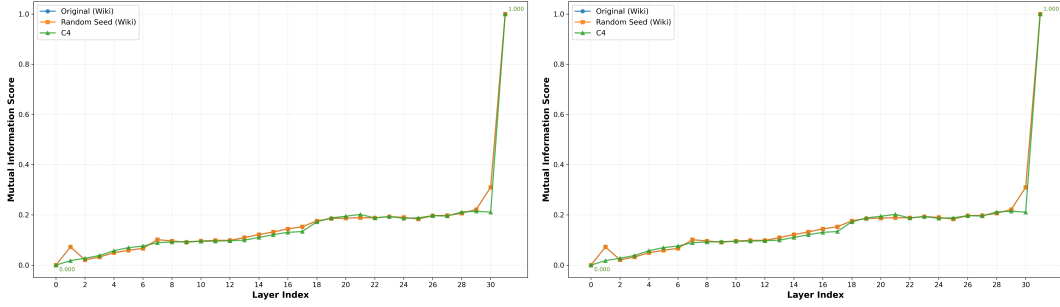 1.000
Original (Wiki)
Random Seed (Wiki)
C4
Mutual Information Score
1.0
0.8
0.6
0.4
0.2
0.0
0.000
0 2 4 6 8 10 12 14 16 18 20 22 24 26 28 30
Layer Index
1.000
Original (Wiki)
Random Seed (Wiki)
C4
Mutual Information Score
1.0
0.8
0.6
0.4
0.2
0.0
0.000
0 2 4 6 8 10 12 14 16 18 20 22 24 26 28 30
Layer Index